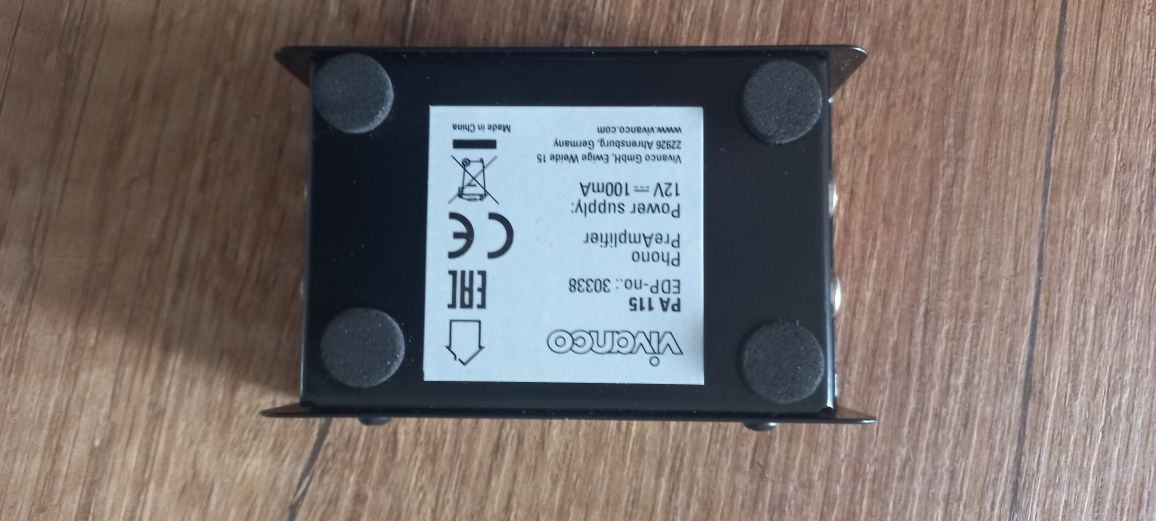 vivanco
PA 115
EDP-no.: 30338
Phono
PreAmplifier
Power supply:
12V ⎓ 100mA
Vivanco GmbH, Ewige Weide 15
22926 Ahrensburg, Germany
www.vivanco.com
EAC
CE
Made in China